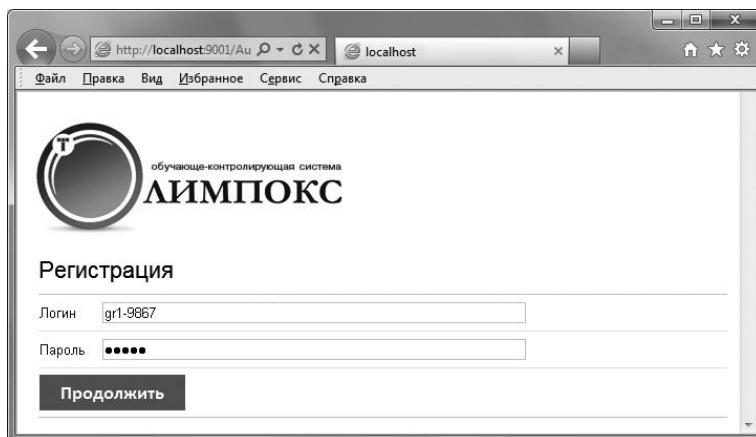 http://localhost:9001/Au
localhost
Файл Правка Вид Избранное Сервис Справка
Т
обучающе-контролирующая система
ЛИМПОКС
Регистрация
Логин gr1-9867
Пароль •••••
Продолжить